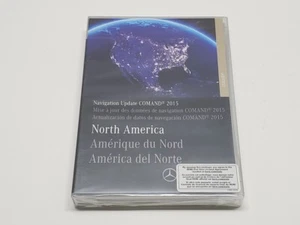 Navigation Update COMAND® 2015
Mise à jour des données de navigation COMAND® 2015
Actualización de datos de navegación COMAND® 2015
North America
Amérique du Nord
América del Norte